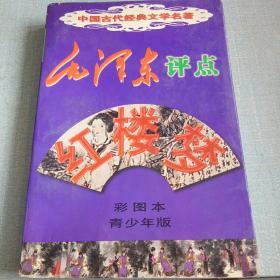 中国古代经典文学名著
毛泽东评点
红楼梦
彩图本
青少年版